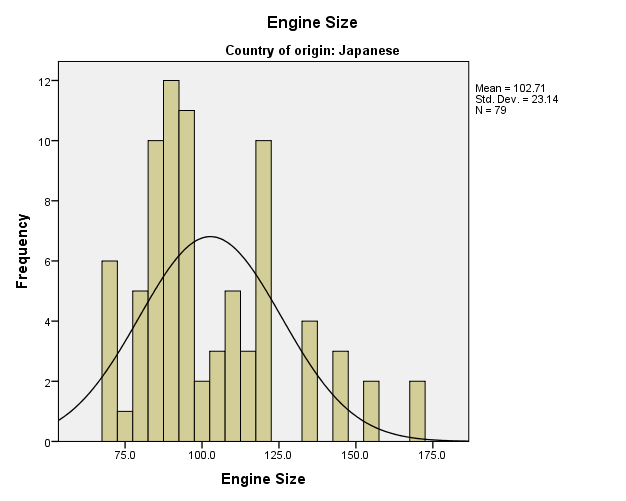 Engine Size
Country of origin: Japanese
Mean = 102.71
Std. Dev. = 23.14
N = 79
Frequency
12
10
8
6
4
2
0
75.0 100.0 125.0 150.0 175.0
Engine Size